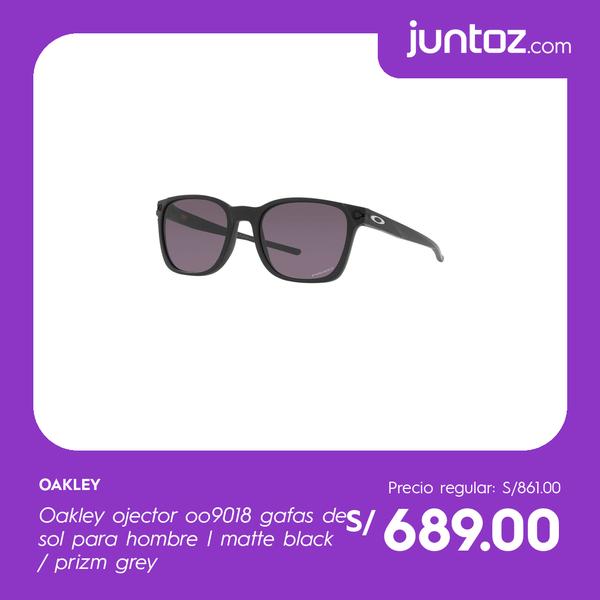 juntoz.com
OAKLEY
Oakley ojector oo9018 gafas de
sol para hombre | matte black
/ prizm grey
Precio regular: S/861.00
S/ 689.00